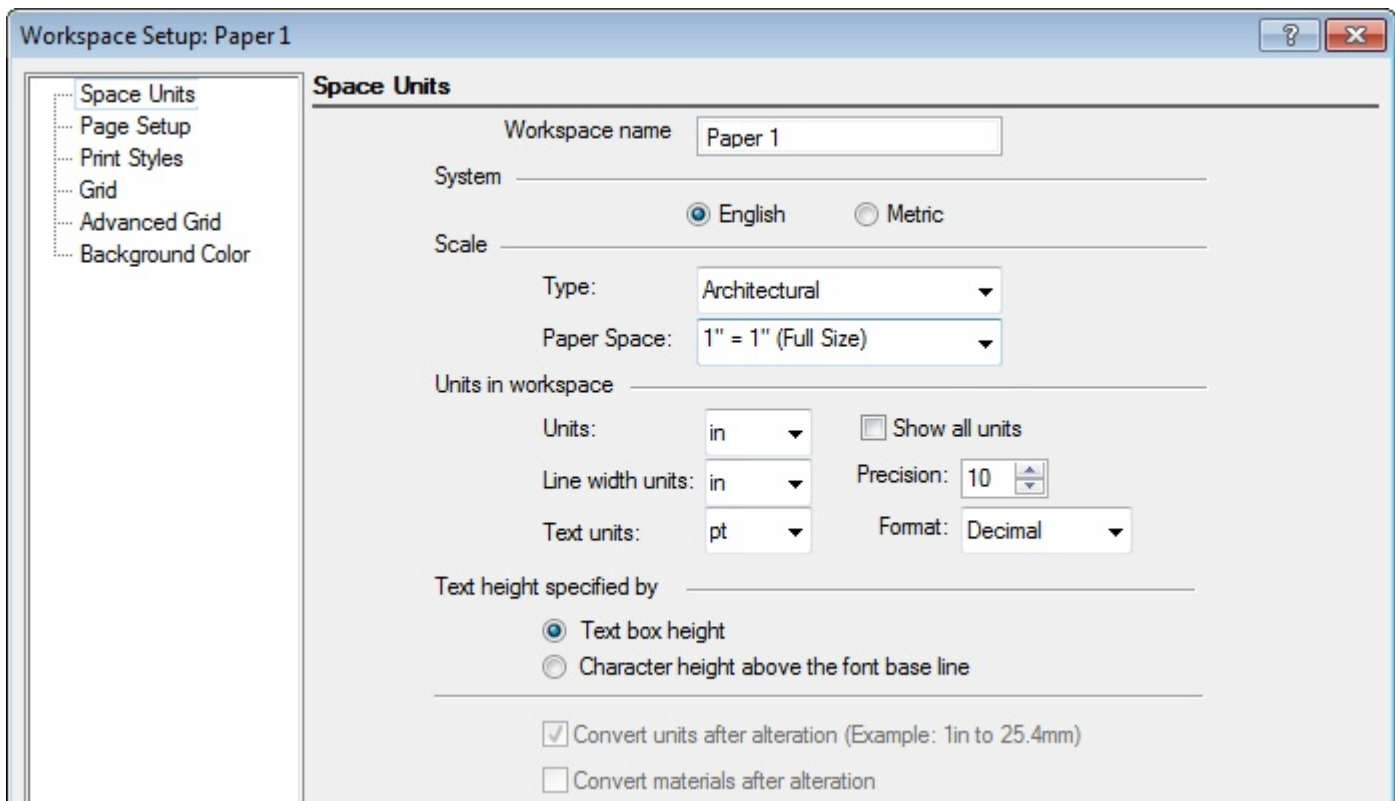 Workspace Setup: Paper 1
Space Units
Page Setup
Print Styles
Grid
Advanced Grid
Background Color
Space Units
Workspace name Paper 1
System
English Metric
Scale
Type: Architectural
Paper Space: 1" = 1" (Full Size)
Units in workspace
Units: in Show all units
Line width units: in Precision: 10
Text units: pt Format: Decimal
Text height specified by
Text box height
Character height above the font base line
Convert units after alteration (Example: 1in to 25.4mm)
Convert materials after alteration